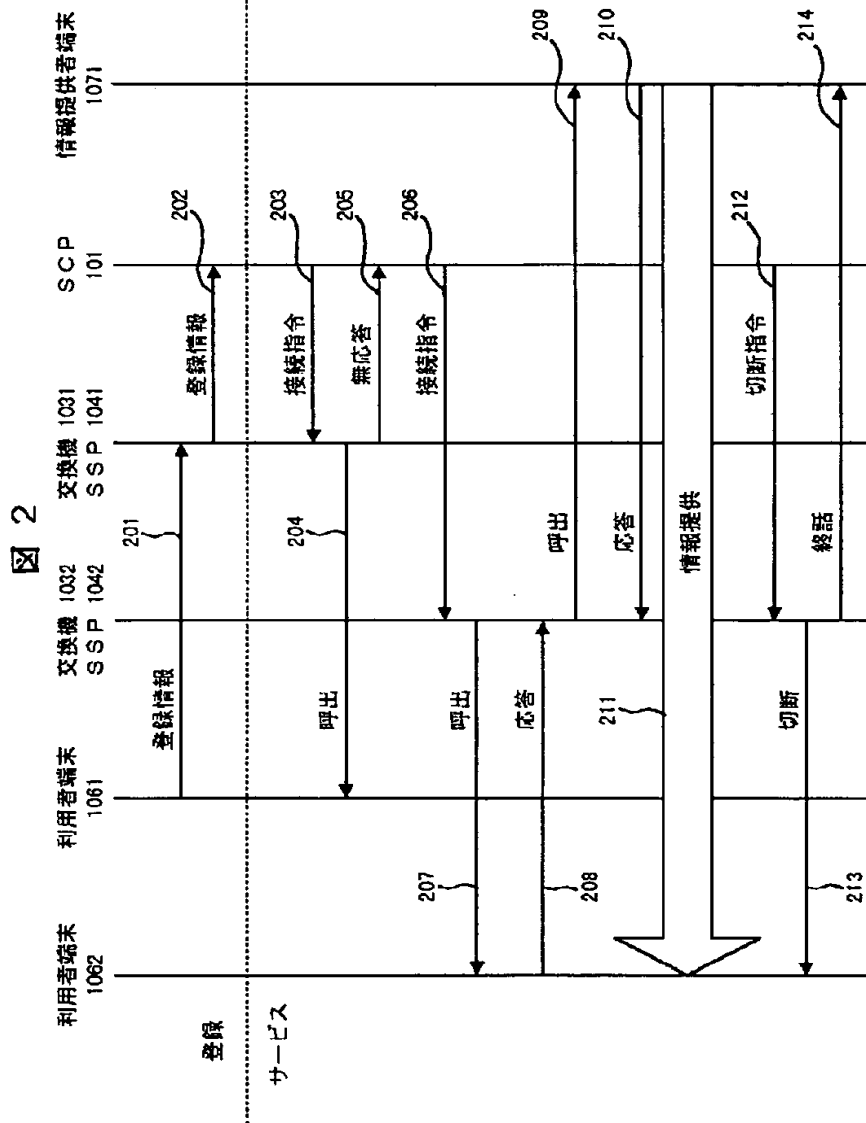 図 2
利用者端末
1062
利用者端末
1061
交換機 1032
SSP 1042
交換機 1031
SSP 1041
SCP
101
情報提供者端末
1071
登録
登録情報
201
登録情報
202
サービス
接続指令
203
呼出
204
無応答
205
接続指令
206
呼出
207
応答
208
呼出
209
応答
210
情報提供
211
切断指令
212
切断
213
終話
214